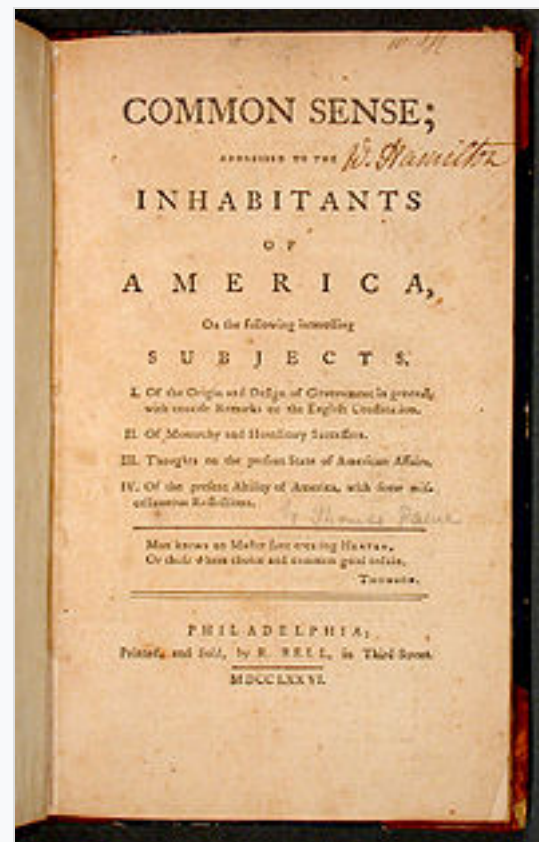 COMMON SENSE;
ADDRESSED TO THE
W. Hamilton
INHABITANTS
OF
AMERICA,
On the following interesting
SUBJECTS.
I. Of the Origin and Design of Government in general,
with concise Remarks on the English Constitution.
II. Of Monarchy and Hereditary Succession.
III. Thoughts on the preſent State of American Affairs.
IV. Of the preſent Ability of America, with ſome miſ-
cellaneous Reflections.
by Thomas Paine
Man knows no Maſter ſave creating HEAVEN,
Or thoſe whom choice and common good ordain.
THOMSON.
PHILADELPHIA;
Printed, and Sold, by R. BELL, in Third-Street.
MDCCLXXVI.